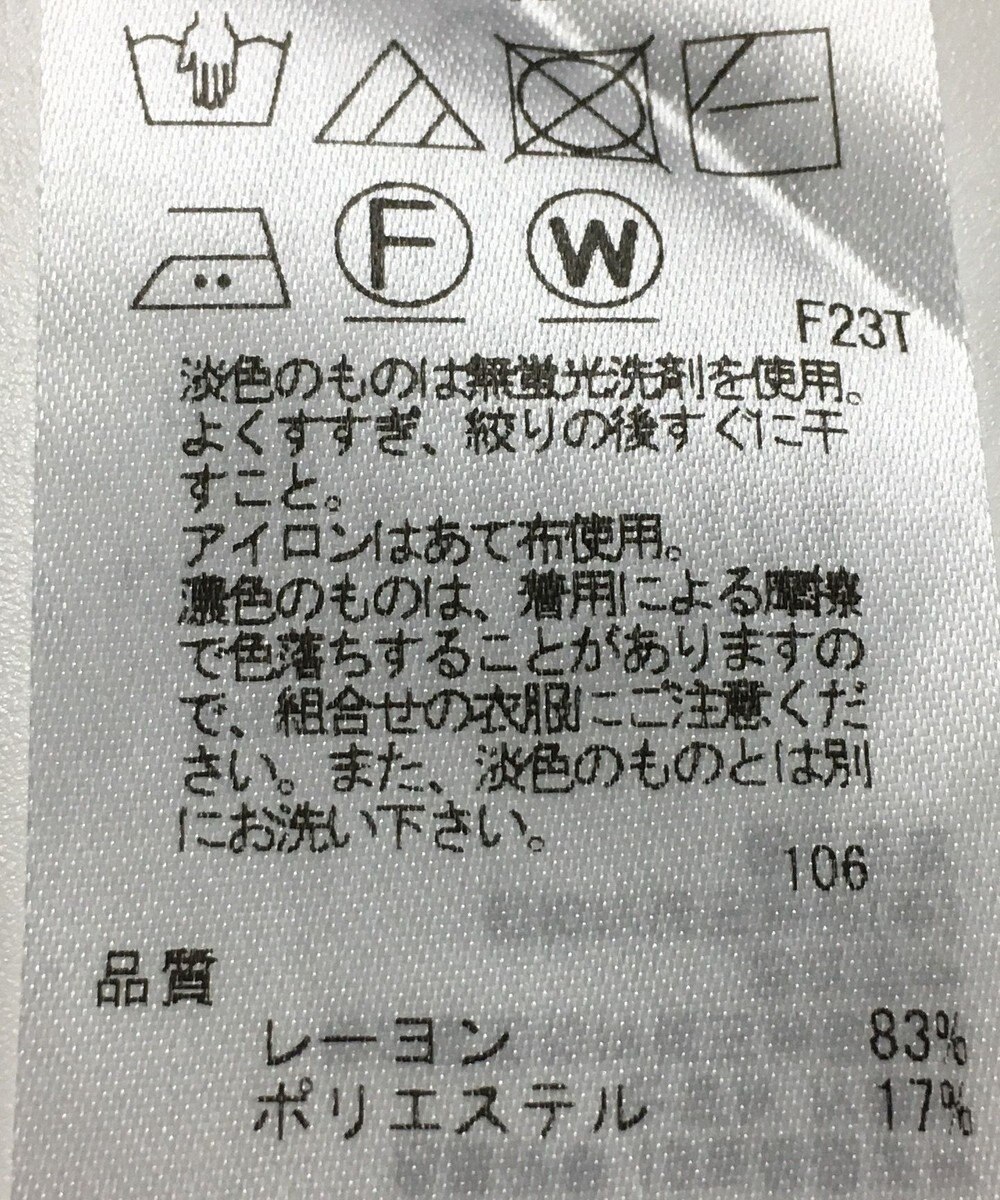 F
W
F23T
淡色のものは無蛍光洗剤を使用。
よくすすぎ、絞りの後すぐに干
すこと。
アイロンはあて布使用。
濃色のものは、着用による摩擦
で色落ちすることがありますの
で、組合せの衣服にご注意くだ
さい。また、淡色のものとは別
にお洗い下さい。
106
品質
レーヨン 83%
ポリエステル 17%